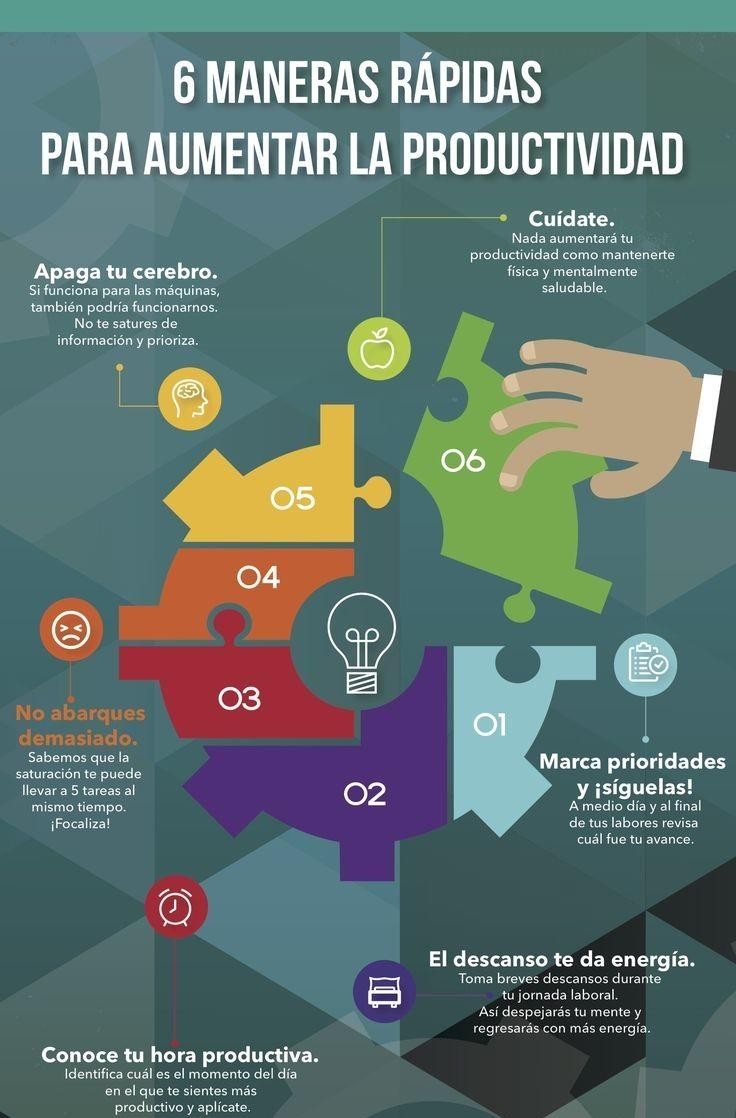 6 MANERAS RÁPIDAS
PARA AUMENTAR LA PRODUCTIVIDAD
Cuídate.
Nada aumentará tu
productividad como mantenerte
física y mentalmente
saludable.
Apaga tu cerebro.
Si funciona para las máquinas,
también podría funcionarnos.
No te satures de
información y prioriza.
06
05
04
03
02
01
No abarques
demasiado.
Sabemos que la
saturación te puede
llevar a 5 tareas al
mismo tiempo.
¡Focaliza!
Marca prioridades
y ¡síguelas!
A medio día y al final
de tus labores revisa
cuál fue tu avance.
El descanso te da energía.
Toma breves descansos durante
tu jornada laboral.
Así despejarás tu mente y
regresarás con más energía.
Conoce tu hora productiva.
Identifica cuál es el momento del día
en el que te sientes más
productivo y aplícate.